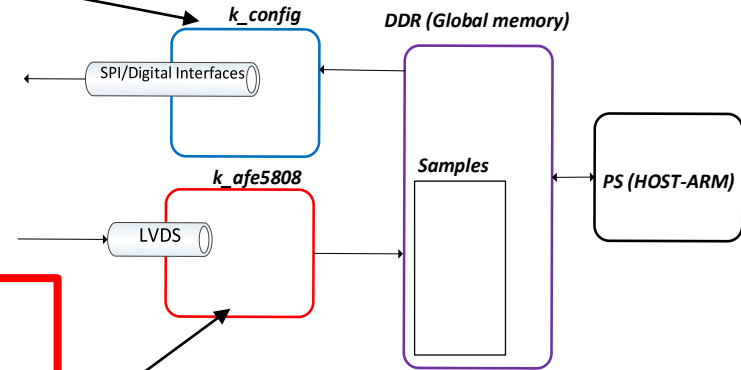 k_config
DDR (Global memory)
SPI/Digital Interfaces
Samples
k_afe5808
PS (HOST-ARM)
LVDS